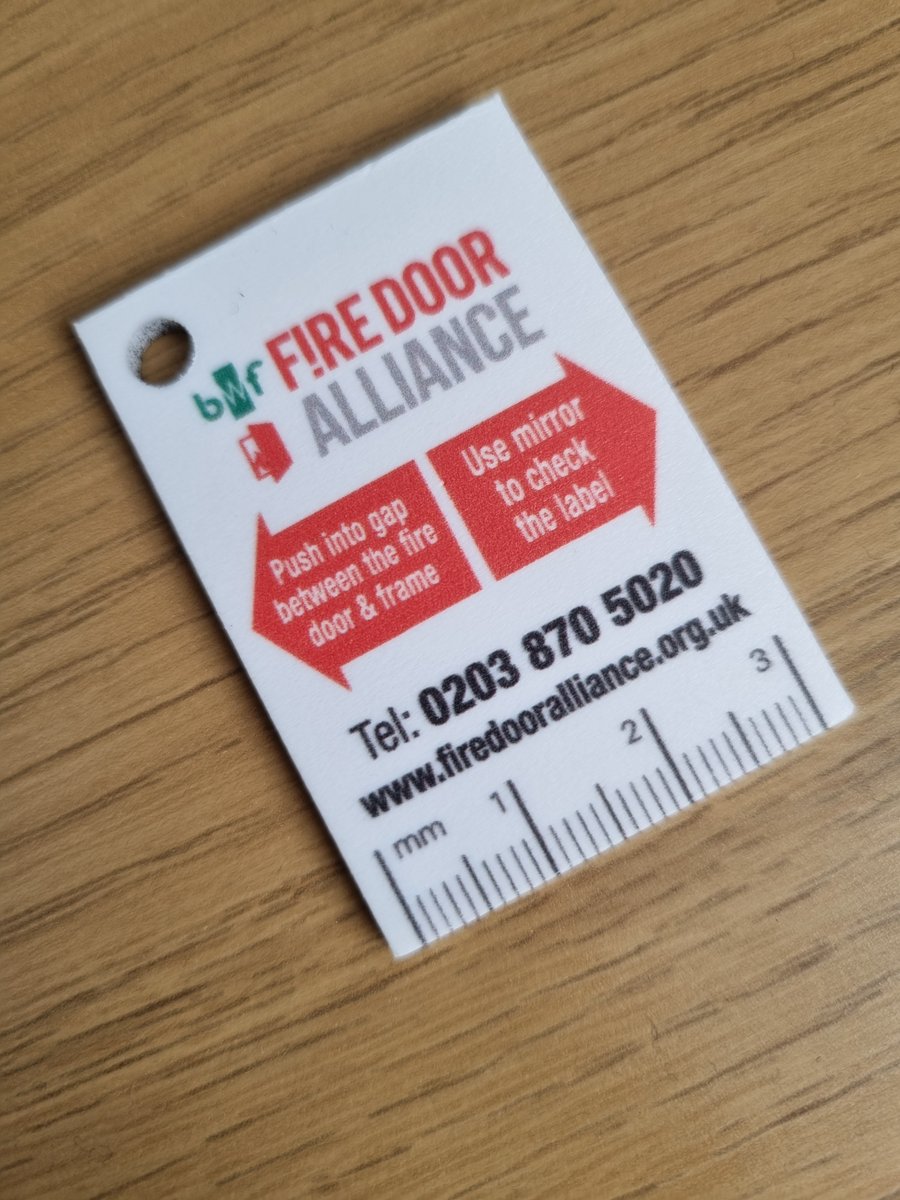 bwf FIRE DOOR
ALLIANCE
Push into gap
between the fire
door & frame
Use mirror
to check
the label
Tel: 0203 870 5020
www.firedooralliance.org.uk
mm 1 2 3